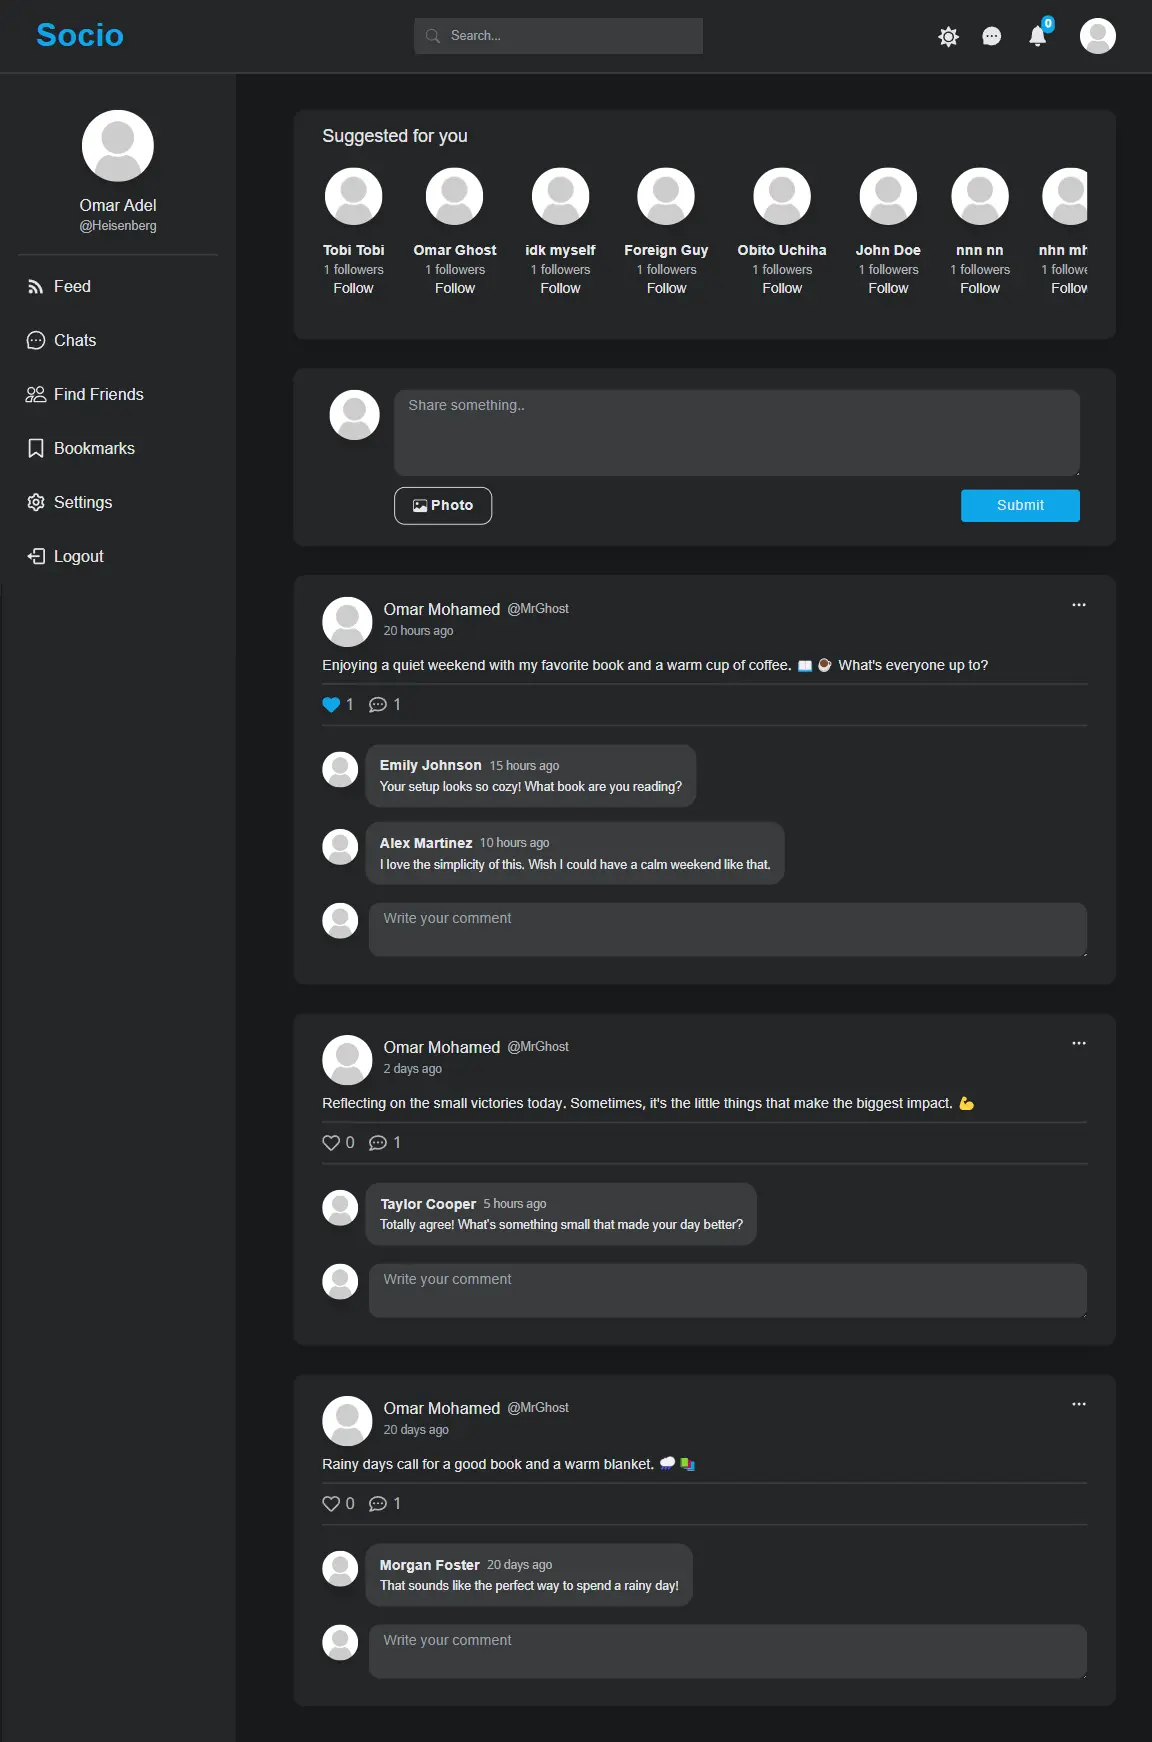 Socio
Search...
0
Omar Adel
@Heisenberg
Feed
Chats
Find Friends
Bookmarks
Settings
Logout
Suggested for you
Tobi Tobi
1 followers
Follow
Omar Ghost
1 followers
Follow
idk myself
1 followers
Follow
Foreign Guy
1 followers
Follow
Obito Uchiha
1 followers
Follow
John Doe
1 followers
Follow
nnn nn
1 followers
Follow
nhn mh
1 follow
Follow
Share something..
Photo
Submit
Omar Mohamed @MrGhost
20 hours ago
Enjoying a quiet weekend with my favorite book and a warm cup of coffee. 📖 ☕ What's everyone up to?
1 1
Emily Johnson 15 hours ago
Your setup looks so cozy! What book are you reading?
Alex Martinez 10 hours ago
I love the simplicity of this. Wish I could have a calm weekend like that.
Write your comment
Omar Mohamed @MrGhost
2 days ago
Reflecting on the small victories today. Sometimes, it's the little things that make the biggest impact. 💪
0 1
Taylor Cooper 5 hours ago
Totally agree! What's something small that made your day better?
Write your comment
Omar Mohamed @MrGhost
20 days ago
Rainy days call for a good book and a warm blanket. 🌧️ 📚
0 1
Morgan Foster 20 days ago
That sounds like the perfect way to spend a rainy day!
Write your comment